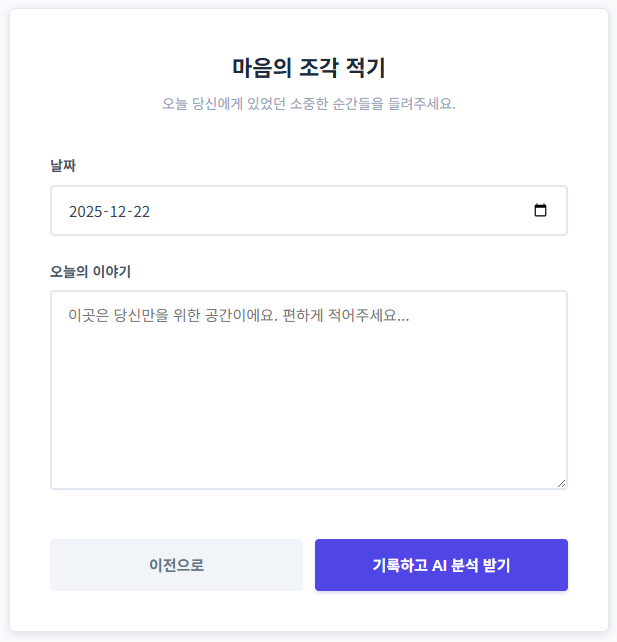 마음의 조각 적기
오늘 당신에게 있었던 소중한 순간들을 들려주세요.
날짜
2025-12-22
오늘의 이야기
이곳은 당신만을 위한 공간이에요. 편하게 적어주세요...
이전으로
기록하고 AI 분석 받기